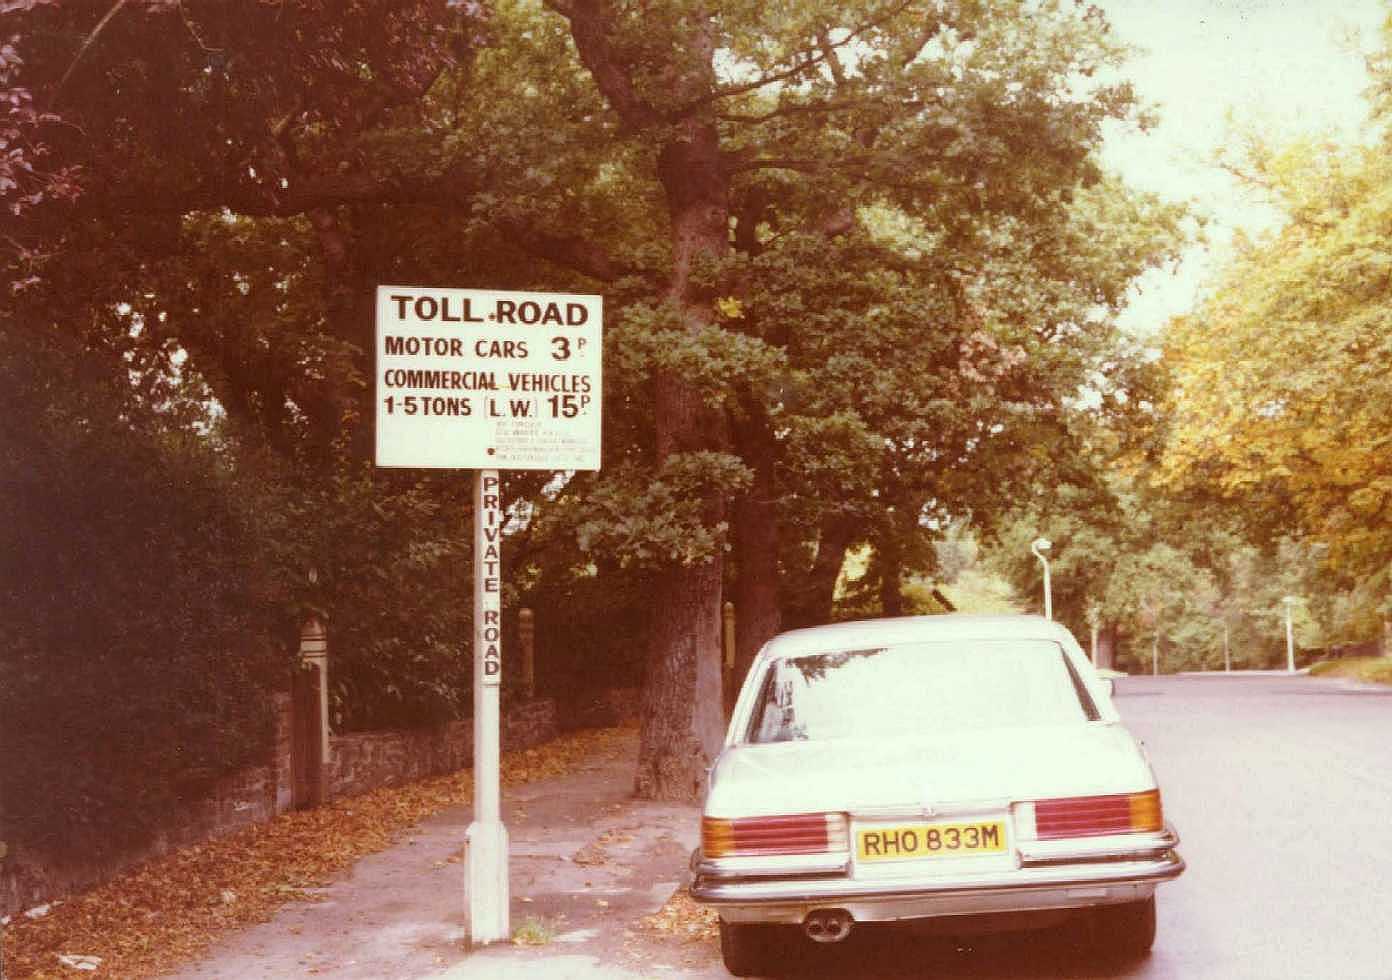 TOLL ROAD
MOTOR CARS 3P
COMMERCIAL VEHICLES
1-5 TONS (L.W.) 15P
PRIVATE ROAD
RHO 833M